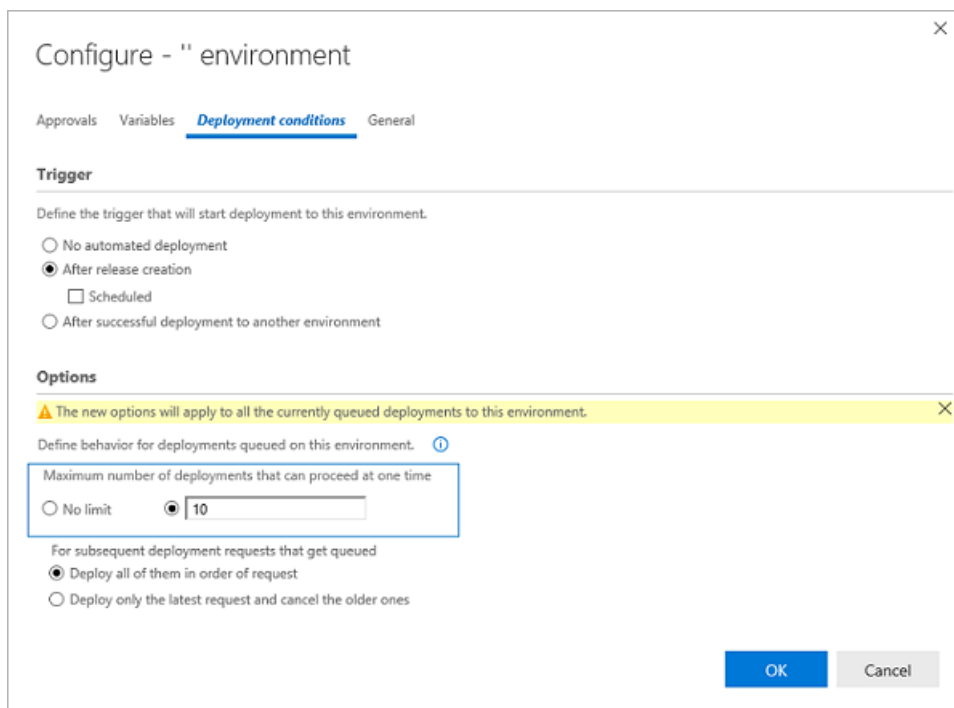 Configure - '' environment
Approvals Variables Deployment conditions General
Trigger
Define the trigger that will start deployment to this environment.
No automated deployment
After release creation
Scheduled
After successful deployment to another environment
Options
The new options will apply to all the currently queued deployments to this environment.
Define behavior for deployments queued on this environment.
Maximum number of deployments that can proceed at one time
No limit 10
For subsequent deployment requests that get queued
Deploy all of them in order of request
Deploy only the latest request and cancel the older ones
OK Cancel